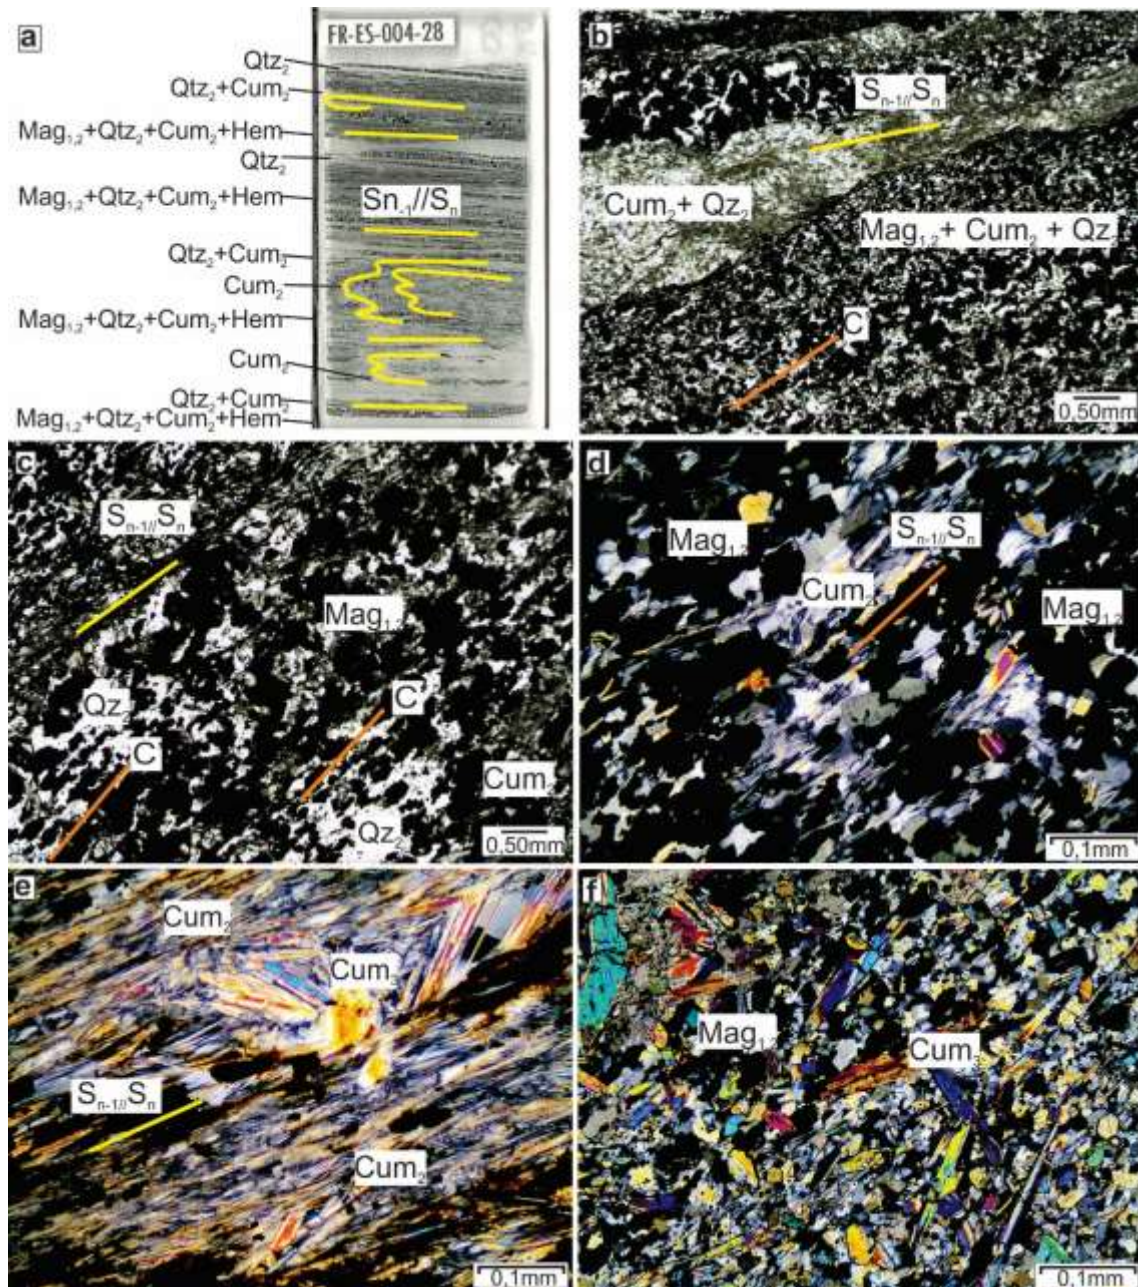 a
FR-ES-004-28
Qtz₂
Qtz₂+Cum₂
Mag₁,₂+Qtz₂+Cum₂+Hem
Qtz₂
Mag₁,₂+Qtz₂+Cum₂+Hem
Sn₋₁//Sₙ
Qtz₂+Cum₂
Cum₂
Mag₁,₂+Qtz₂+Cum₂+Hem
Cum₂
Qtz₂+Cum₂
Mag₁,₂+Qtz₂+Cum₂+Hem
b
Sₙ₋₁//Sₙ
Cum₂+ Qz₂
Mag₁,₂+ Cum₂ + Qz₂
C
0,50mm
c
Sₙ₋₁//Sₙ
Mag₁,₂
Qz₂
C
C
Cum
Qz₂
0,50mm
d
Mag₁,₂
Sₙ₋₁//Sₙ
Cum₂
Mag₁,₂
0,1mm
e
Cum₂
Cum
Sₙ₋₁//Sₙ
Cum₂
0,1mm
f
Mag₁,₂
Cum
0,1mm